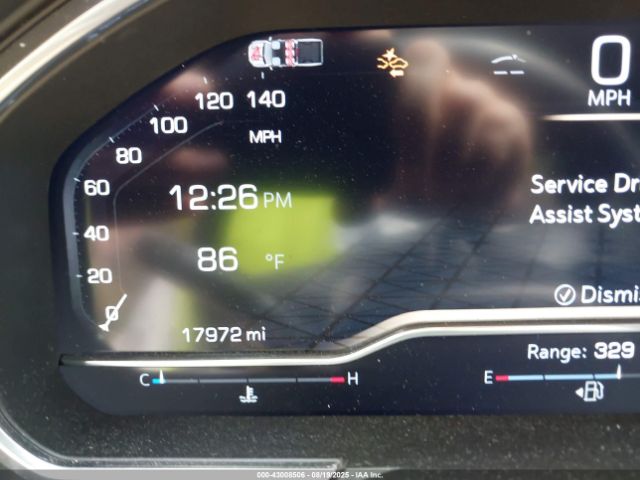 0
MPH
120 140
100
MPH
80
60
12:26 PM
Service Dr
Assist Syst
40
86 °F
20
0
Dismis
17972 mi
Range: 329
C H
E
000-43008506 - 08/19/2025 - IAA Inc.